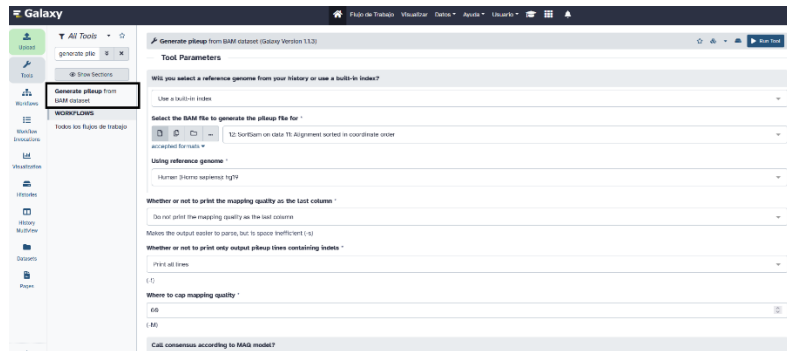 Galaxy
Flujo de Trabajo Visualizar Datos Ayuda Usuario
Upload
Tools
Workflows
Workflow Invocations
Visualization
Histories
History Multiview
Datasets
Pages
All Tools
generate pile
Show Sections
Generate pileup from
BAM dataset
WORKFLOWS
Todos los flujos de trabajo
Generate pileup from BAM dataset (Galaxy Version 1.1.3)
Run Tool
Tool Parameters
Will you select a reference genome from your history or use a built-in index?
Use a built-in index
Select the BAM file to generate the pileup file for *
12: SortSam on data 11: Alignment sorted in coordinate order
accepted formats
Using reference genome *
Human (Homo sapiens): hg19
Whether or not to print the mapping quality as the last column *
Do not print the mapping quality as the last column
Makes the output easier to parse, but is space inefficient (-s)
Whether or not to print only output pileup lines containing indels *
Print all lines
(-i)
Where to cap mapping quality *
60
(-M)
Call consensus according to MAQ model?